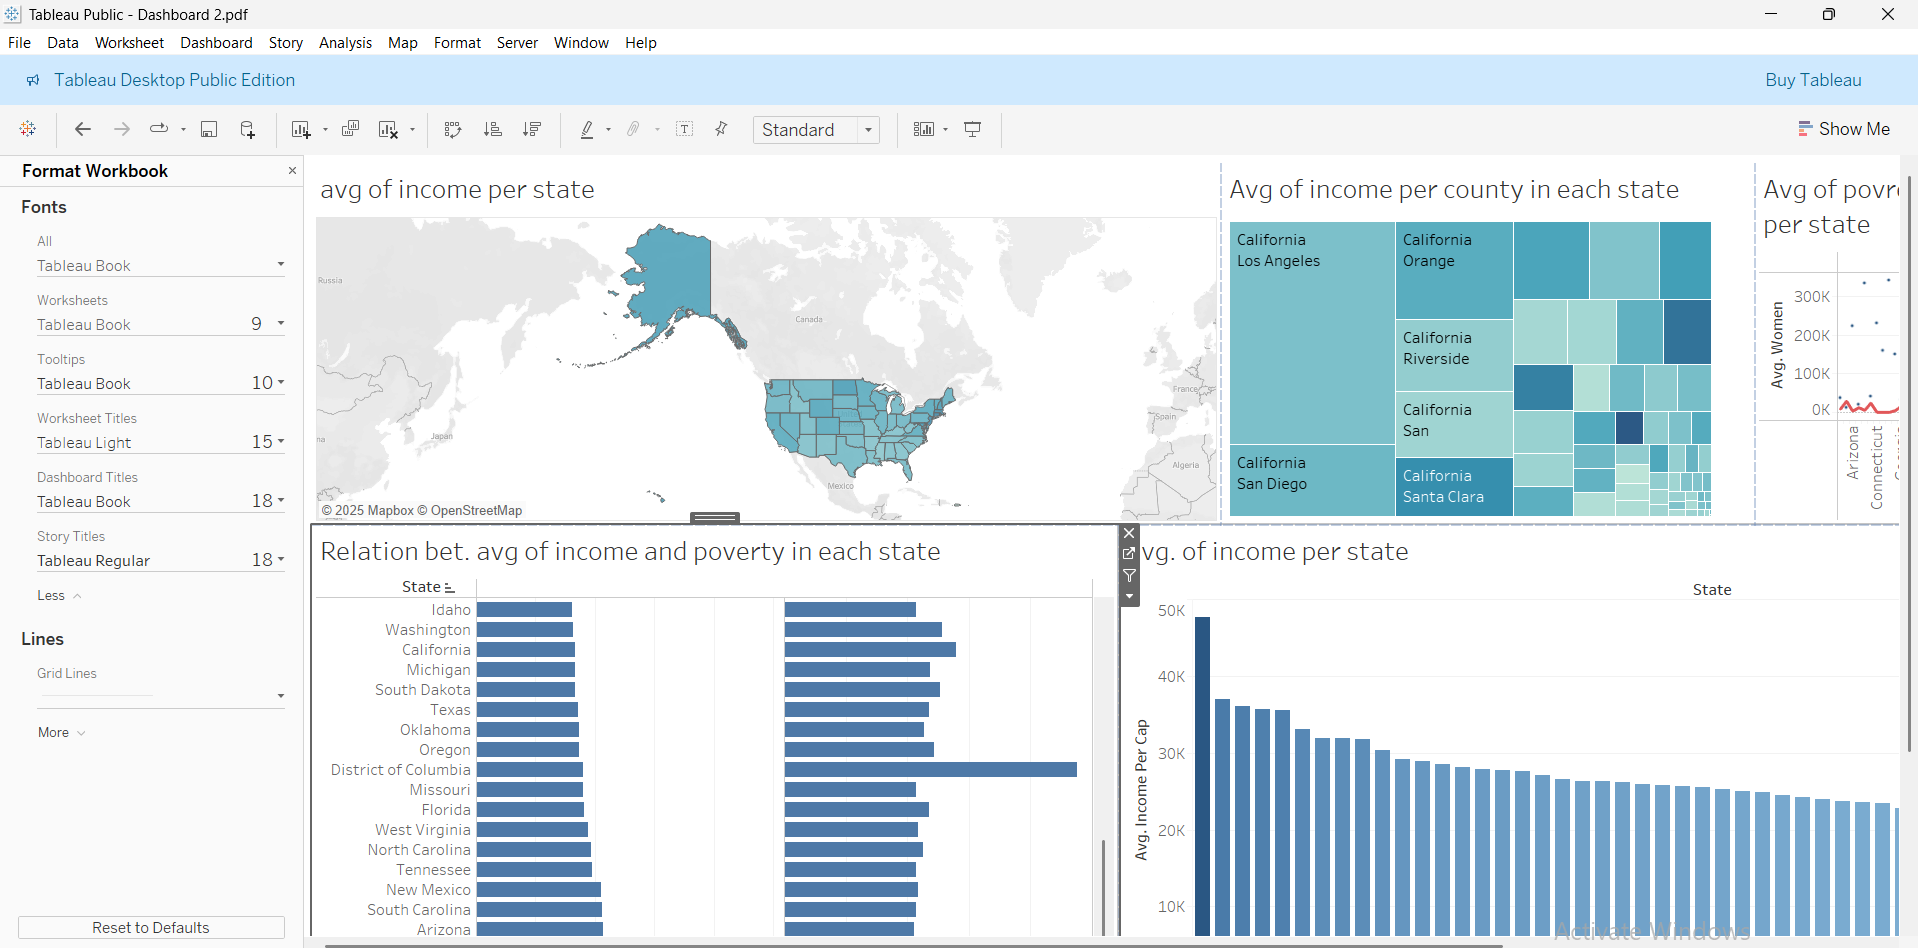 Tableau Public - Dashboard 2.pdf
File Data Worksheet Dashboard Story Analysis Map Format Server Window Help
Tableau Desktop Public Edition
Buy Tableau
Standard
Show Me
Format Workbook
Fonts
All
Tableau Book
Worksheets
Tableau Book 9
Tooltips
Tableau Book 10
Worksheet Titles
Tableau Light 15
Dashboard Titles
Tableau Book 18
Story Titles
Tableau Regular 18
Less
Lines
Grid Lines
More
Reset to Defaults
avg of income per state
Russia
Canada
Japan
na
Mexico
France
Spain
Algeria
© 2025 Mapbox © OpenStreetMap
Avg of income per county in each state
California
Los Angeles
California
San Diego
California
Orange
California
Riverside
California
San
California
Santa Clara
Avg of povr
per state
Avg. Women
300K
200K
100K
0K
Arizona
Connecticut
Relation bet. avg of income and poverty in each state
State
Idaho
Washington
California
Michigan
South Dakota
Texas
Oklahoma
Oregon
District of Columbia
Missouri
Florida
West Virginia
North Carolina
Tennessee
New Mexico
South Carolina
Arizona
vg. of income per state
State
Avg. Income Per Cap
50K
40K
30K
20K
10K
Activate Windows